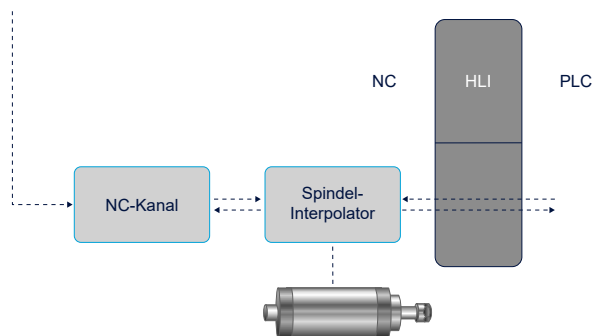 NC
HLI
PLC
NC-Kanal
Spindel-
Interpolator